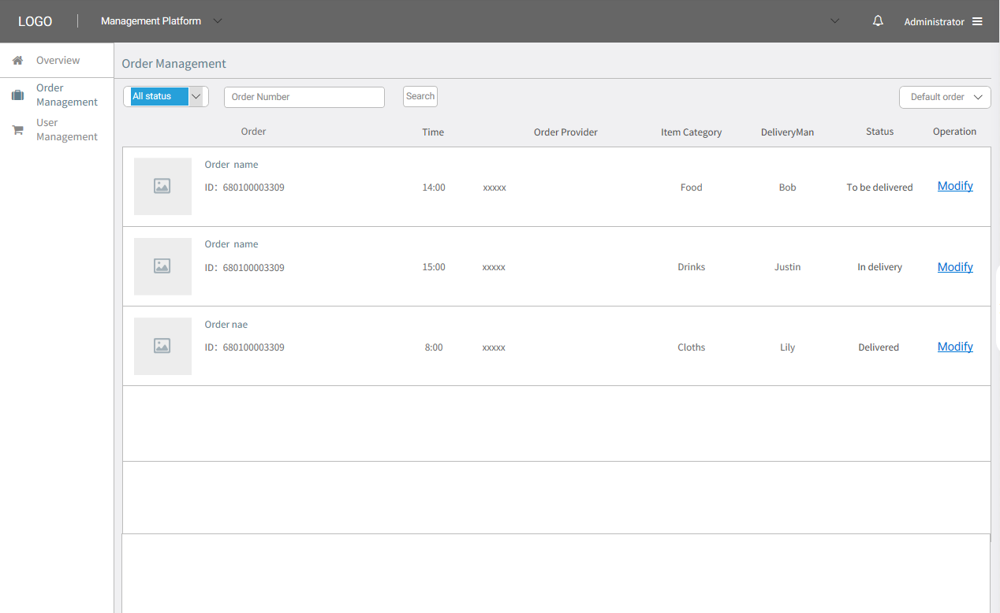 LOGO
Management Platform
Administrator
Overview
Order Management
User Management
Order Management
All status
Order Number
Search
Default order
Order Time Order Provider Item Category DeliveryMan Status Operation
Order name
ID: 680100003309 14:00 xxxxx Food Bob To be delivered Modify
Order name
ID: 680100003309 15:00 xxxxx Drinks Justin In delivery Modify
Order nae
ID: 680100003309 8:00 xxxxx Cloths Lily Delivered Modify